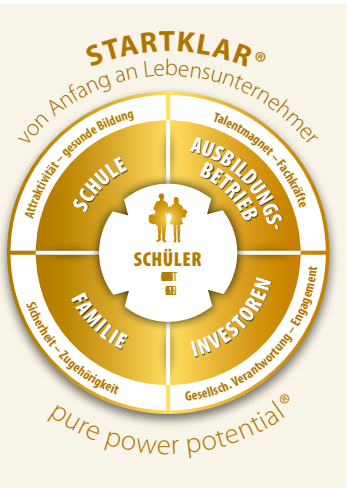 STARTKLAR®
von Anfang an Lebensunternehmer
Attraktivität – gesunde Bildung
Talentmagnet – Fachkräfte
SCHULE
AUSBILDUNGS-
BETRIEB
SCHÜLER
FAMILIE
INVESTOREN
Sicherheit – Zugehörigkeit
Gesellsch. Verantwortung – Engagement
pure power potential®